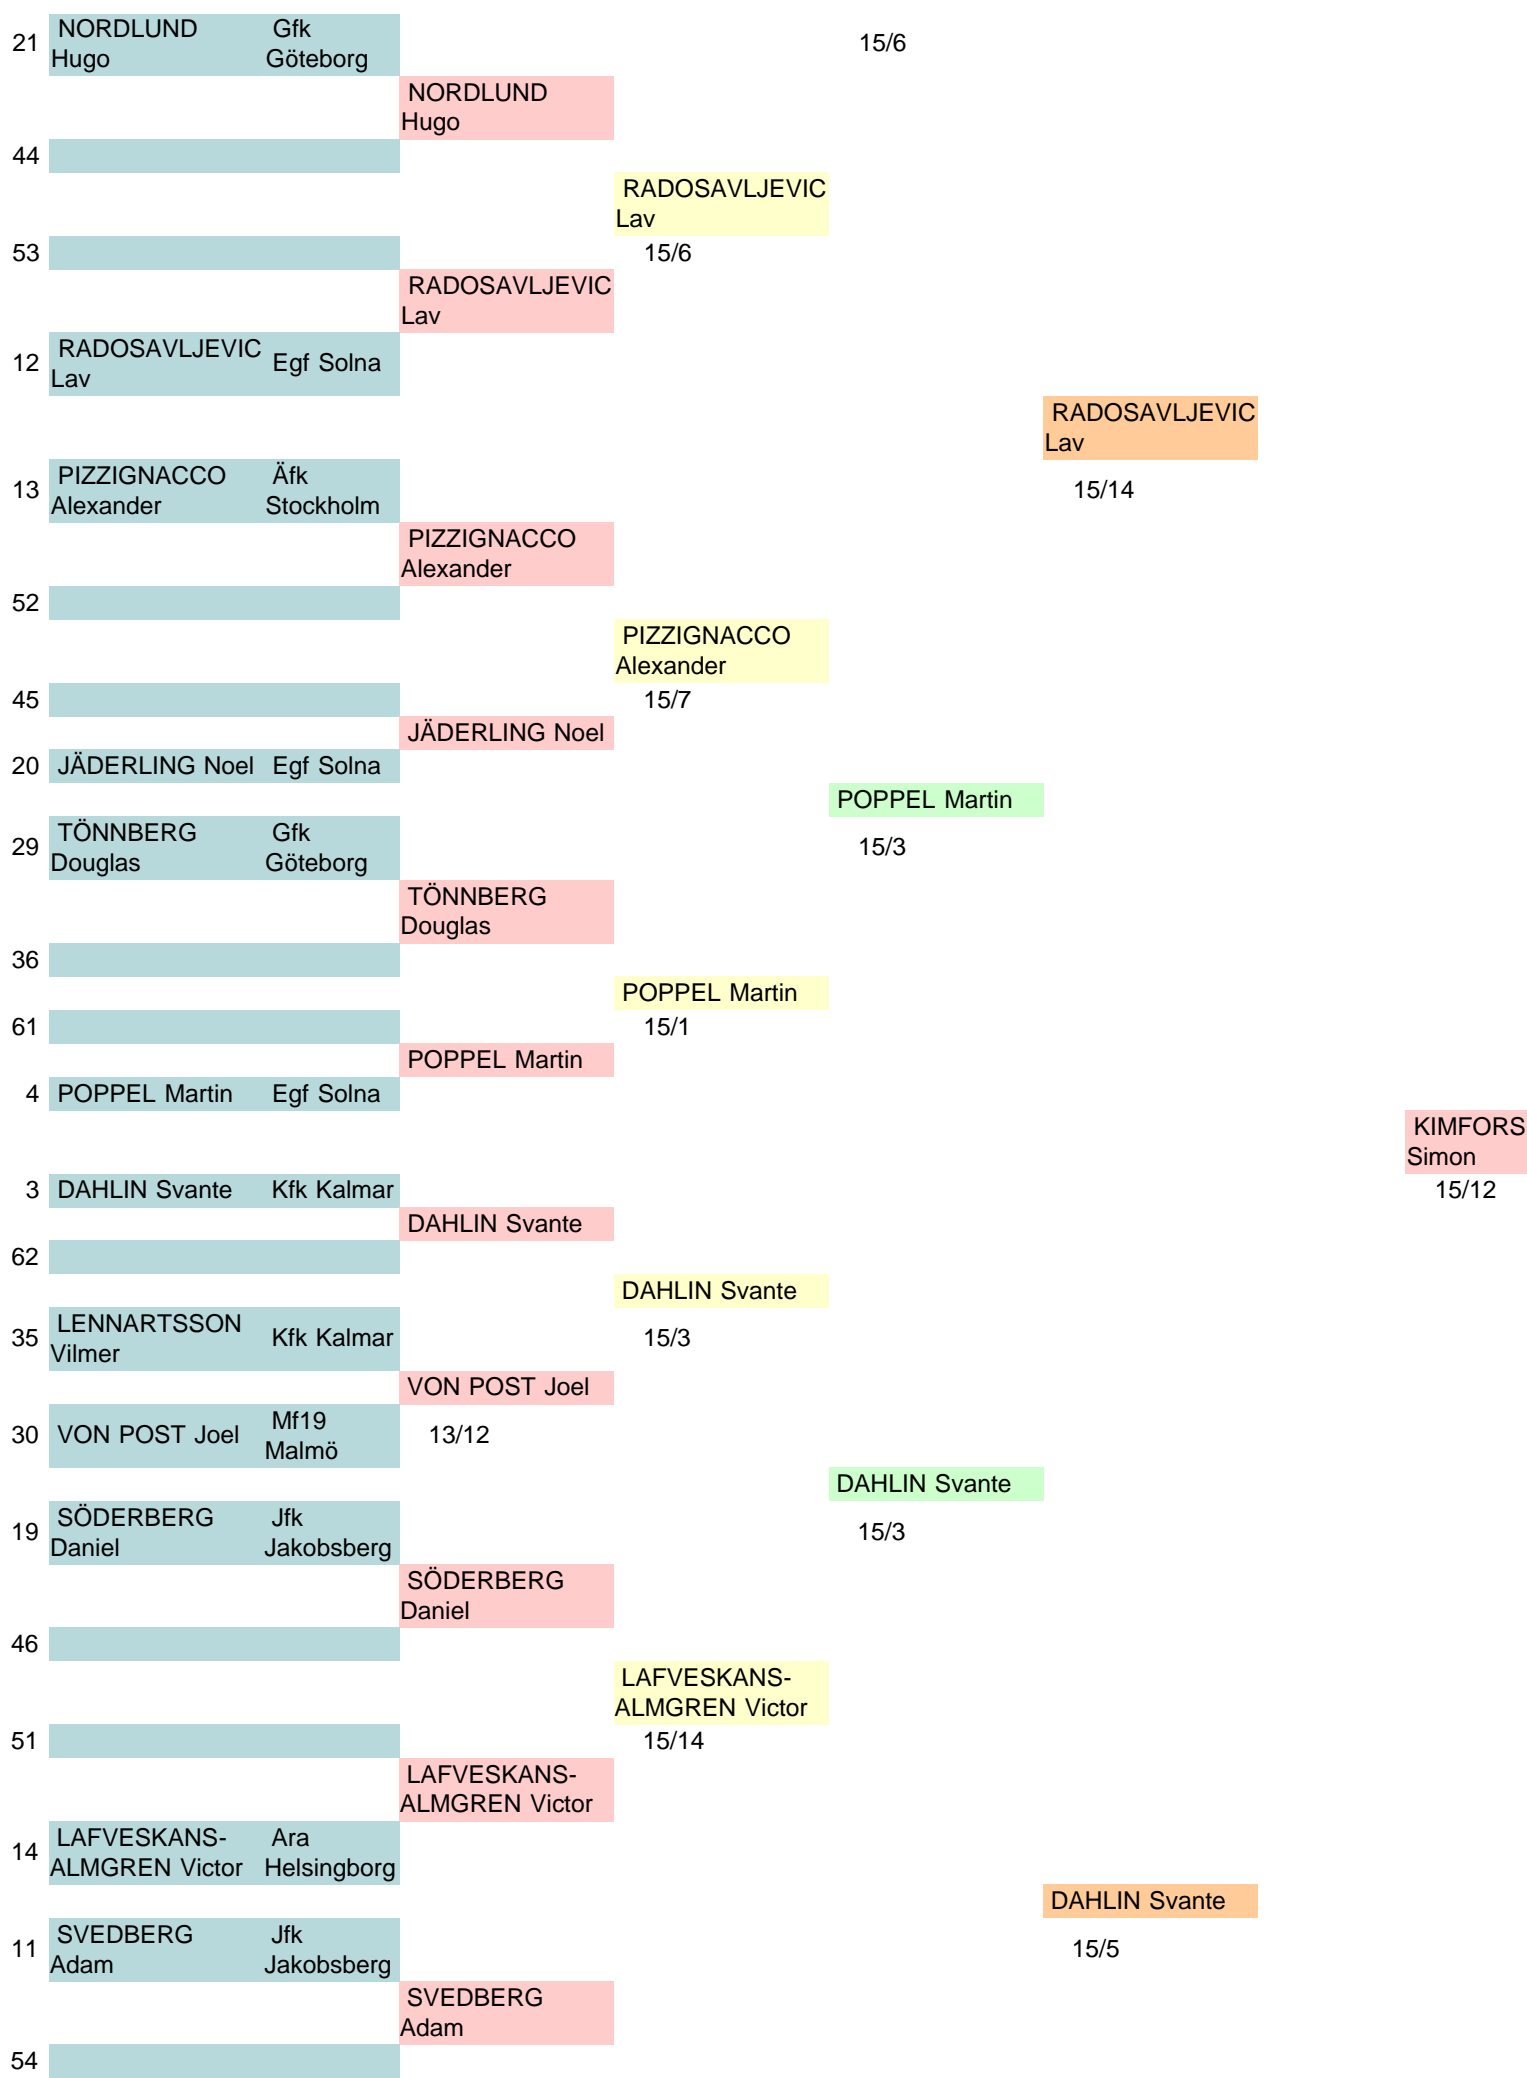 21 NORDLUND Gfk 15/6
Hugo Göteborg
NORDLUND
Hugo
44
RADOSAVLJEVIC
Lav
53 15/6
RADOSAVLJEVIC
Lav
12 RADOSAVLJEVIC Egf Solna
Lav
RADOSAVLJEVIC
Lav
13 PIZZIGNACCO Äfk 15/14
Alexander Stockholm
PIZZIGNACCO
Alexander
52
PIZZIGNACCO
Alexander
45 15/7
JÄDERLING Noel
20 JÄDERLING Noel Egf Solna
POPPEL Martin
29 TÖNNBERG Gfk 15/3
Douglas Göteborg
TÖNNBERG
Douglas
36
POPPEL Martin
61 15/1
POPPEL Martin
4 POPPEL Martin Egf Solna
KIMFORS
Simon
3 DAHLIN Svante Kfk Kalmar 15/12
DAHLIN Svante
62
DAHLIN Svante
35 LENNARTSSON Kfk Kalmar 15/3
Vilmer
VON POST Joel
30 VON POST Joel Mf19 13/12
Malmö
DAHLIN Svante
19 SÖDERBERG Jfk 15/3
Daniel Jakobsberg
SÖDERBERG
Daniel
46
LAFVESKANS-
ALMGREN Victor
51 15/14
LAFVESKANS-
ALMGREN Victor
14 LAFVESKANS- Ara
ALMGREN Victor Helsingborg
DAHLIN Svante
11 SVEDBERG Jfk 15/5
Adam Jakobsberg
SVEDBERG
Adam
54